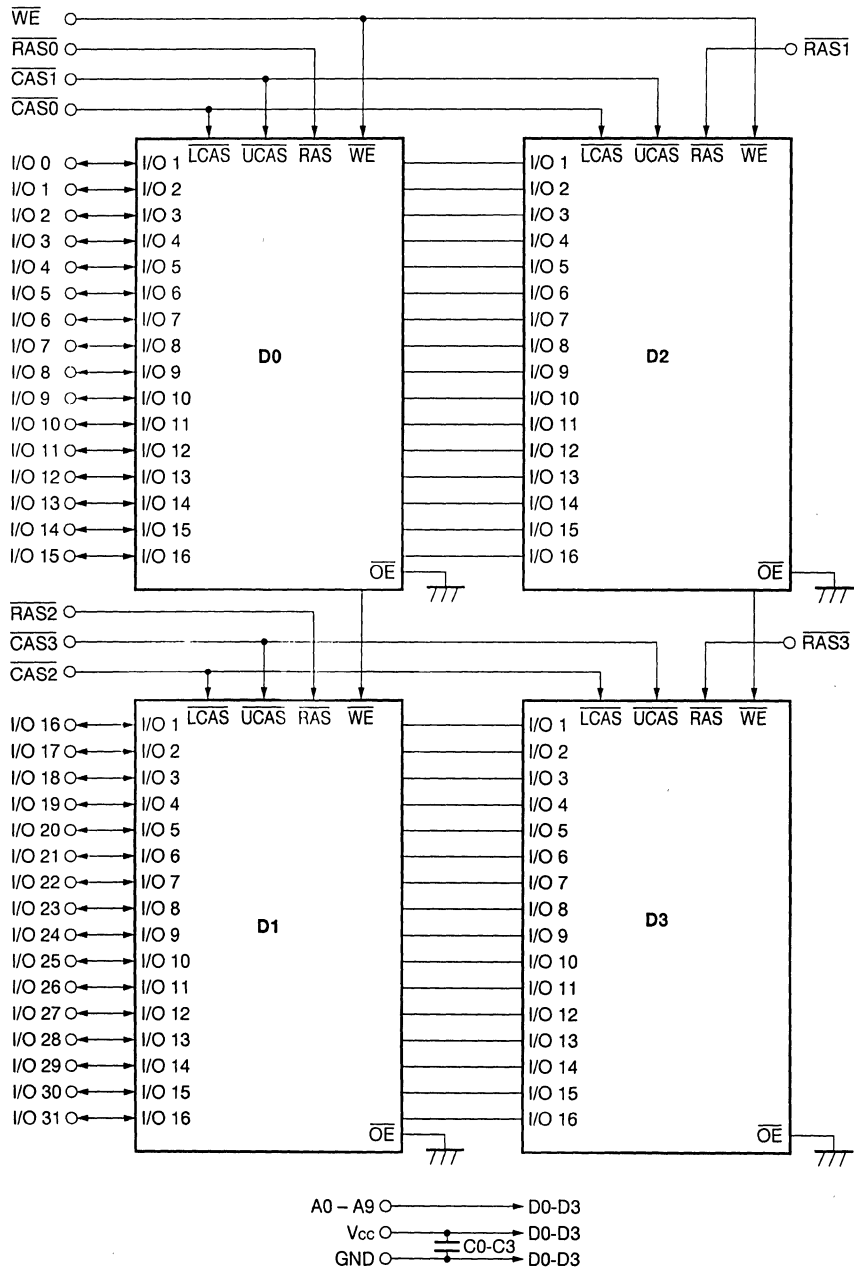 WE
RAS0 RAS1
CAS1
CAS0
LCAS UCAS RAS WE LCAS UCAS RAS WE
I/O 0 I/O 1 I/O 1
I/O 1 I/O 2 I/O 2
I/O 2 I/O 3 I/O 3
I/O 3 I/O 4 I/O 4
I/O 4 I/O 5 I/O 5
I/O 5 I/O 6 I/O 6
I/O 6 I/O 7 I/O 7
I/O 7 I/O 8 I/O 8
D0 D2
I/O 8 I/O 9 I/O 9
I/O 9 I/O 10 I/O 10
I/O 10 I/O 11 I/O 11
I/O 11 I/O 12 I/O 12
I/O 12 I/O 13 I/O 13
I/O 13 I/O 14 I/O 14
I/O 14 I/O 15 I/O 15
I/O 15 I/O 16 I/O 16
OE OE
RAS2
CAS3 RAS3
CAS2
LCAS UCAS RAS WE LCAS UCAS RAS WE
I/O 16 I/O 1 I/O 1
I/O 17 I/O 2 I/O 2
I/O 18 I/O 3 I/O 3
I/O 19 I/O 4 I/O 4
I/O 20 I/O 5 I/O 5
I/O 21 I/O 6 I/O 6
I/O 22 I/O 7 I/O 7
I/O 23 I/O 8 I/O 8
D1 D3
I/O 24 I/O 9 I/O 9
I/O 25 I/O 10 I/O 10
I/O 26 I/O 11 I/O 11
I/O 27 I/O 12 I/O 12
I/O 28 I/O 13 I/O 13
I/O 29 I/O 14 I/O 14
I/O 30 I/O 15 I/O 15
I/O 31 I/O 16 I/O 16
OE OE
A0 – A9 D0-D3
Vcc D0-D3
C0-C3
GND D0-D3